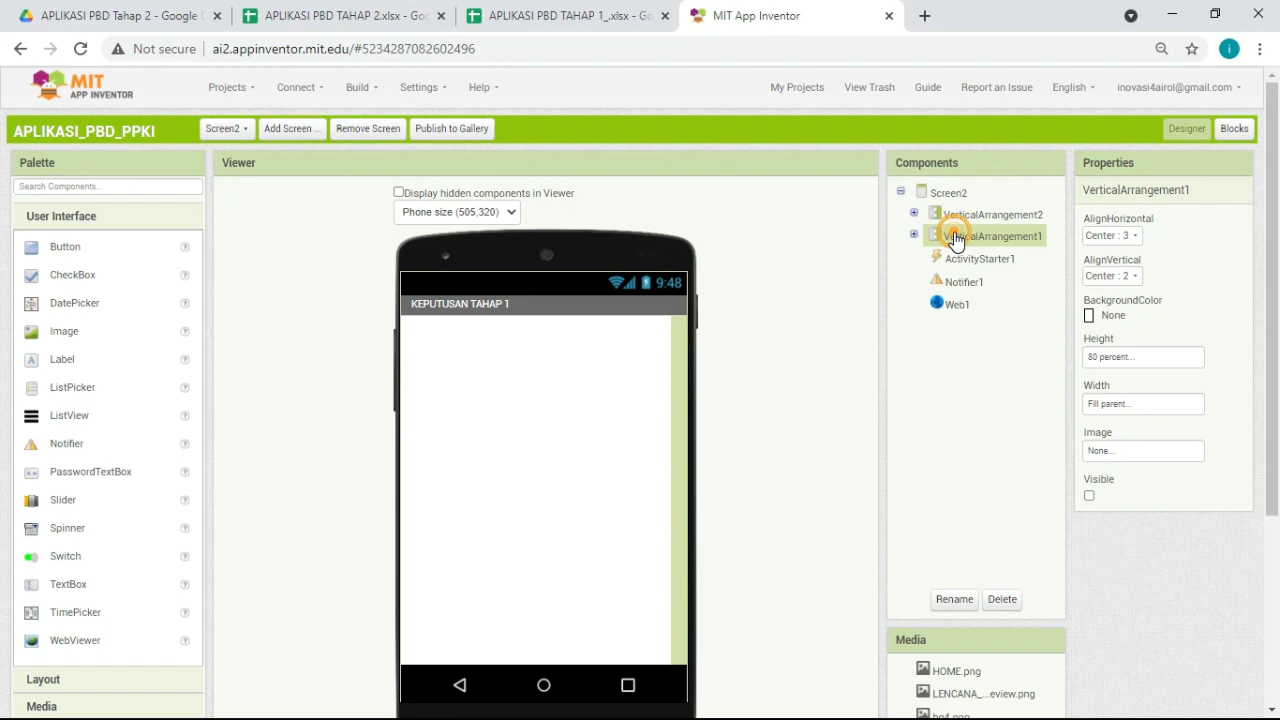 APLIKASI PBD Tahap 2 - Google D
APLIKASI PBD TAHAP 2.xlsx - Goo
APLIKASI PBD TAHAP 1_.xlsx - Go
MIT App Inventor
Not secure | ai2.appinventor.mit.edu/#5234287082602496
i
MIT
APP INVENTOR
Projects
Connect
Build
Settings
Help
My Projects
View Trash
Guide
Report an Issue
English
inovasi4airol@gmail.com
APLIKASI_PBD_PPKI
Screen2
Add Screen ...
Remove Screen
Publish to Gallery
Designer
Blocks
Palette
Viewer
Components
Properties
Search Components...
User Interface
Button
CheckBox
DatePicker
Image
Label
ListPicker
ListView
Notifier
PasswordTextBox
Slider
Spinner
Switch
TextBox
TimePicker
WebViewer
Layout
Media
Display hidden components in Viewer
Phone size (505,320)
9:48
KEPUTUSAN TAHAP 1
Screen2
VerticalArrangement2
VerticalArrangement1
ActivityStarter1
Notifier1
Web1
Rename
Delete
Media
HOME.png
LENCANA_...eview.png
bg4.png
VerticalArrangement1
AlignHorizontal
Center : 3
AlignVertical
Center : 2
BackgroundColor
None
Height
80 percent...
Width
Fill parent...
Image
None...
Visible